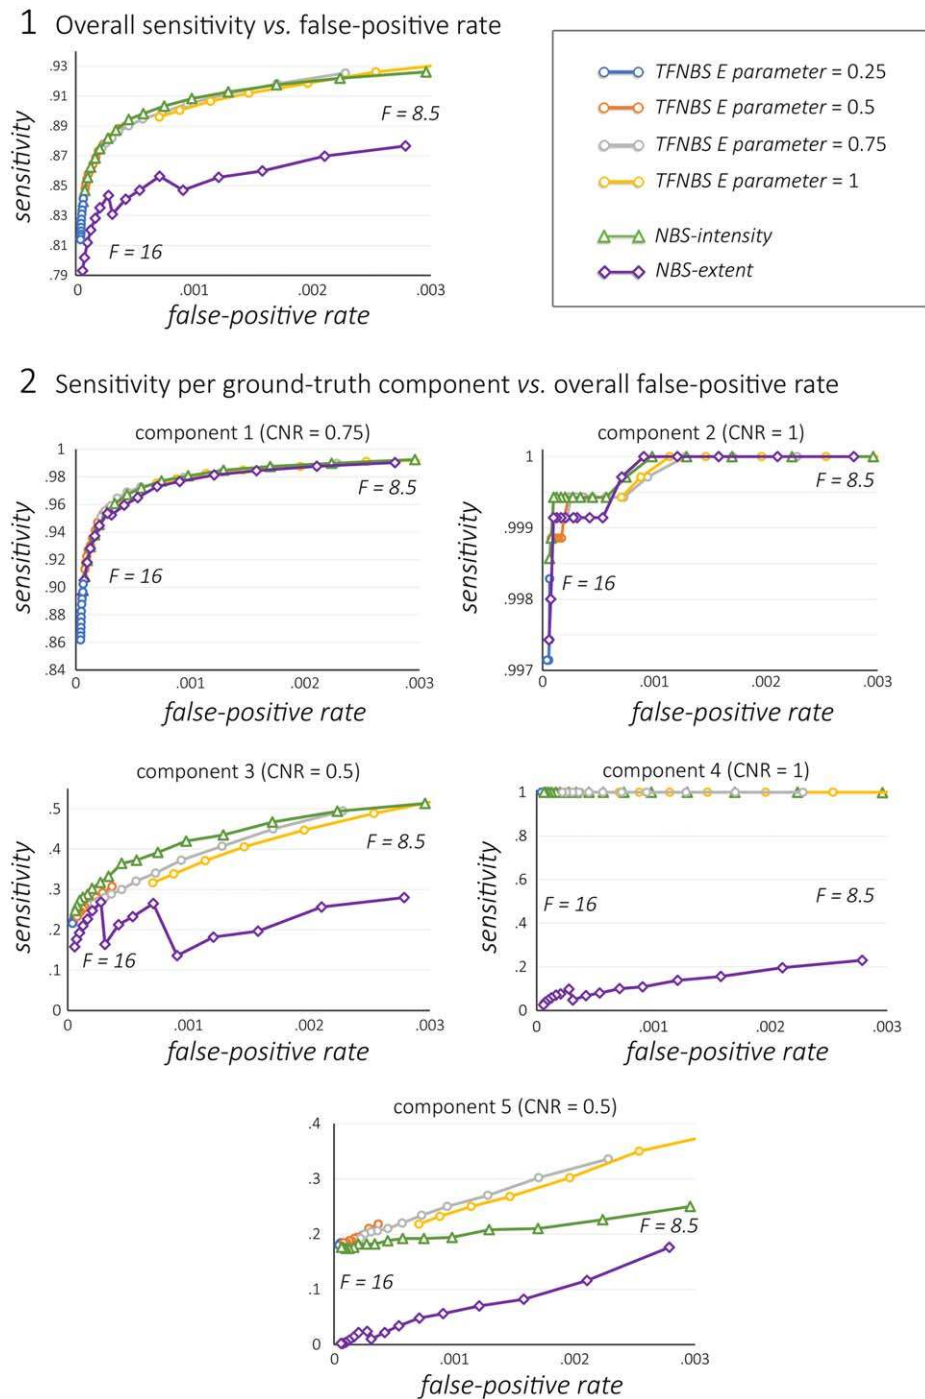 1 Overall sensitivity vs. false-positive rate
.93
.91
.89
.87
.85
.83
.81
.79
sensitivity
F = 8.5
F = 16
0 .001 .002 .003
false-positive rate
TFNBS E parameter = 0.25
TFNBS E parameter = 0.5
TFNBS E parameter = 0.75
TFNBS E parameter = 1
NBS-intensity
NBS-extent
2 Sensitivity per ground-truth component vs. overall false-positive rate
component 1 (CNR = 0.75)
1
.98
.96
.94
.92
.90
.88
.86
.84
sensitivity
F = 8.5
F = 16
0 .001 .002 .003
false-positive rate
component 2 (CNR = 1)
1
.999
.998
.997
sensitivity
F = 8.5
F = 16
0 .001 .002 .003
false-positive rate
component 3 (CNR = 0.5)
.5
.4
.3
.2
.1
0
sensitivity
F = 8.5
F = 16
0 .001 .002 .003
false-positive rate
component 4 (CNR = 1)
1
.8
.6
.4
.2
0
sensitivity
F = 16
F = 8.5
0 .001 .002 .003
false-positive rate
component 5 (CNR = 0.5)
.4
.3
.2
.1
0
sensitivity
F = 8.5
F = 16
0 .001 .002 .003
false-positive rate